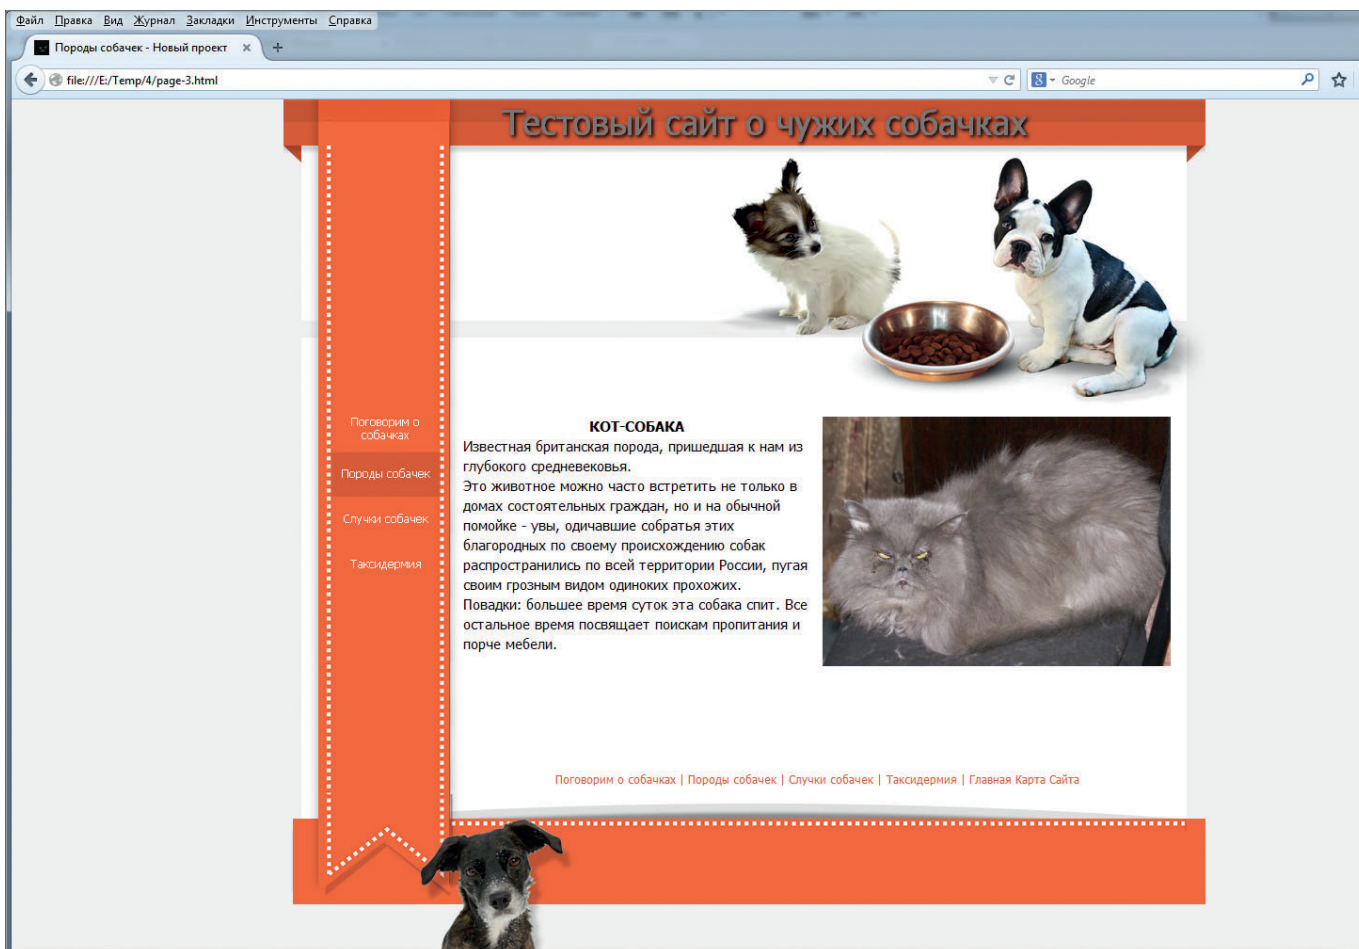 Файл Правка Вид Журнал Закладки Инструменты Справка
Породы собачек - Новый проект
file:///E:/Temp/4/page-3.html
Google
Тестовый сайт о чужих собачках
Поговорим о
собачках
Породы собачек
Случки собачек
Таксидермия
КОТ-СОБАКА
Известная британская порода, пришедшая к нам из
глубокого средневековья.
Это животное можно часто встретить не только в
домах состоятельных граждан, но и на обычной
помойке - увы, одичавшие собратья этих
благородных по своему происхождению собак
распространились по всей территории России, пугая
своим грозным видом одиноких прохожих.
Повадки: большее время суток эта собака спит. Все
остальное время посвящает поискам пропитания и
порче мебели.
Поговорим о собачках | Породы собачек | Случки собачек | Таксидермия | Главная Карта Сайта